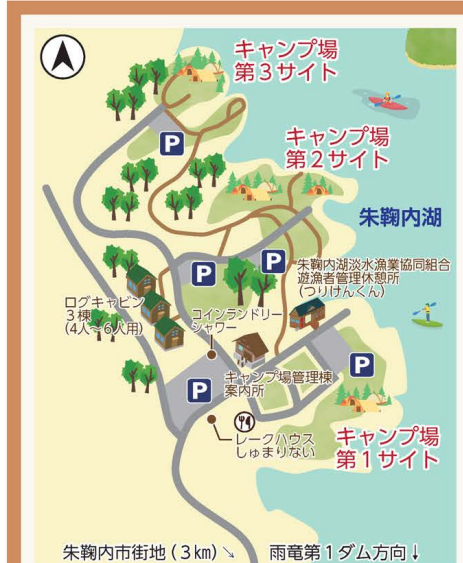 キャンプ場
第３サイト
P
キャンプ場
第２サイト
朱鞠内湖
P
P
朱鞠内湖淡水漁業協同組合
遊漁者管理休憩所
(つりけんくん)
ログキャビン
3棟
(4人～6人用)
コインランドリー
シャワー
キャンプ場管理棟
案内所
P
P
レークハウス
しゅまりない
キャンプ場
第１サイト
朱鞠内市街地(3㎞)↘
雨竜第１ダム方向↓